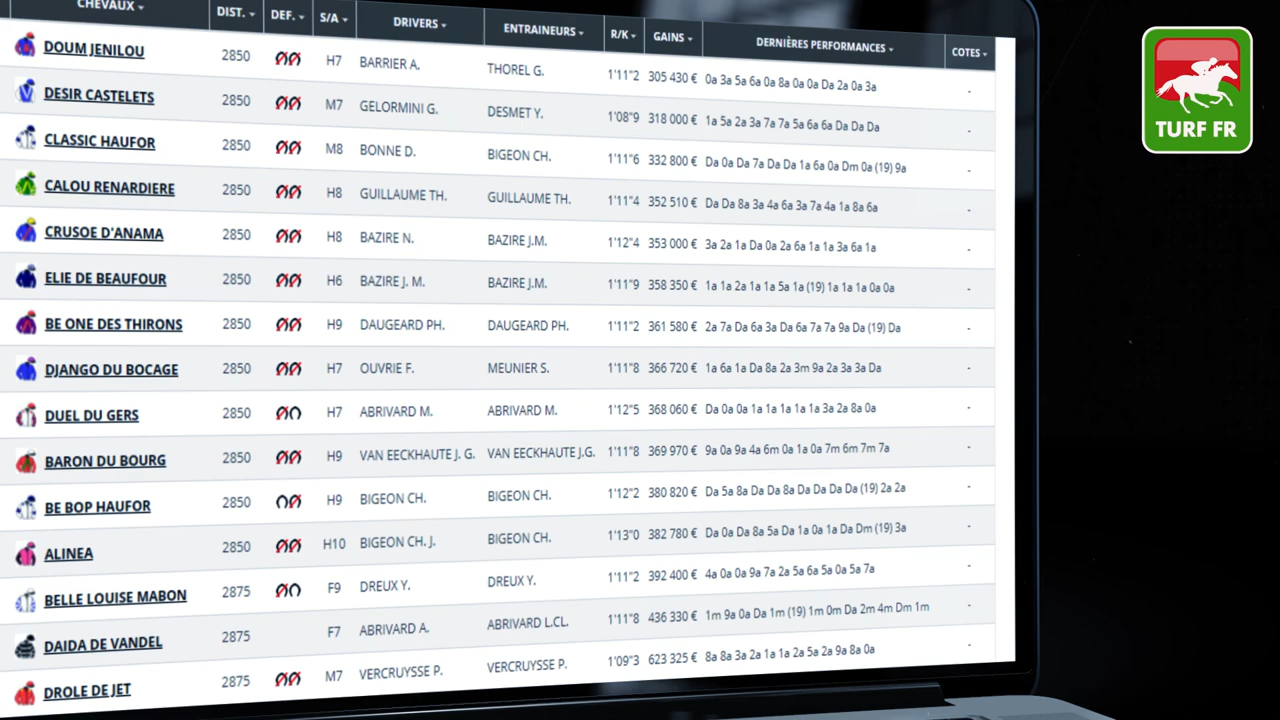 CHEVAUX DIST. DEF. S/A DRIVERS ENTRAINEURS R/K GAINS DERNIÈRES PERFORMANCES COTES
DOUM JENILOU 2850 H7 BARRIER A. THOREL G. 1'11"2 305 430 € 0a 3a 5a 6a 0a 8a 0a 0a Da 2a 0a 3a -
DESIR CASTELETS 2850 M7 GELORMINI G. DESMET Y. 1'08"9 318 000 € 1a 5a 2a 3a 7a 7a 5a 6a 6a Da Da Da -
CLASSIC HAUFOR 2850 M8 BONNE D. BIGEON CH. 1'11"6 332 800 € Da 0a Da 7a Da Da 1a 6a 0a Dm 0a (19) 9a -
CALOU RENARDIERE 2850 H8 GUILLAUME TH. GUILLAUME TH. 1'11"4 352 510 € Da Da 8a 3a 4a 6a 3a 7a 4a 1a 8a 6a -
CRUSOE D'ANAMA 2850 H8 BAZIRE N. BAZIRE J.M. 1'12"4 353 000 € 3a 2a 1a Da 0a 2a 6a 1a 1a 3a 6a 1a -
ELIE DE BEAUFOUR 2850 H6 BAZIRE J. M. BAZIRE J.M. 1'11"9 358 350 € 1a 1a 2a 1a 1a 5a 1a (19) 1a 1a 1a 0a 0a -
BE ONE DES THIRONS 2850 H9 DAUGEARD PH. DAUGEARD PH. 1'11"2 361 580 € 2a 7a Da 6a 3a Da 6a 7a 7a 9a Da (19) Da -
DJANGO DU BOCAGE 2850 H7 OUVRIE F. MEUNIER S. 1'11"8 366 720 € 1a 6a 1a Da 8a 2a 3m 9a 2a 3a 3a Da -
DUEL DU GERS 2850 H7 ABRIVARD M. ABRIVARD M. 1'12"5 368 060 € Da 0a 0a 1a 1a 1a 1a 1a 3a 2a 8a 0a -
BARON DU BOURG 2850 H9 VAN EECKHAUTE J. G. VAN EECKHAUTE J.G. 1'11"8 369 970 € 9a 0a 9a 4a 6m 0a 1a 0a 7m 6m 7m 7a -
BE BOP HAUFOR 2850 H9 BIGEON CH. BIGEON CH. 1'12"2 380 820 € Da 5a 8a Da Da 8a Da Da Da Da (19) 2a 2a -
ALINEA 2850 H10 BIGEON CH. J. BIGEON CH. 1'13"0 382 780 € Da 0a Da 8a 5a Da 1a 0a 1a Da Dm (19) 3a -
BELLE LOUISE MABON 2875 F9 DREUX Y. DREUX Y. 1'11"2 392 400 € 4a 0a 0a 9a 7a 2a 5a 6a 5a 0a 5a 7a -
DAIDA DE VANDEL 2875 F7 ABRIVARD A. ABRIVARD L.CL. 1'11"8 436 330 € 1m 9a 0a Da 1m (19) 1m 0m Da 2m 4m Dm 1m -
DROLE DE JET 2875 M7 VERCRUYSSE P. VERCRUYSSE P. 1'09"3 623 325 € 8a 8a 3a 2a 1a 1a 2a 5a 2a 9a 8a 0a -
TURF FR